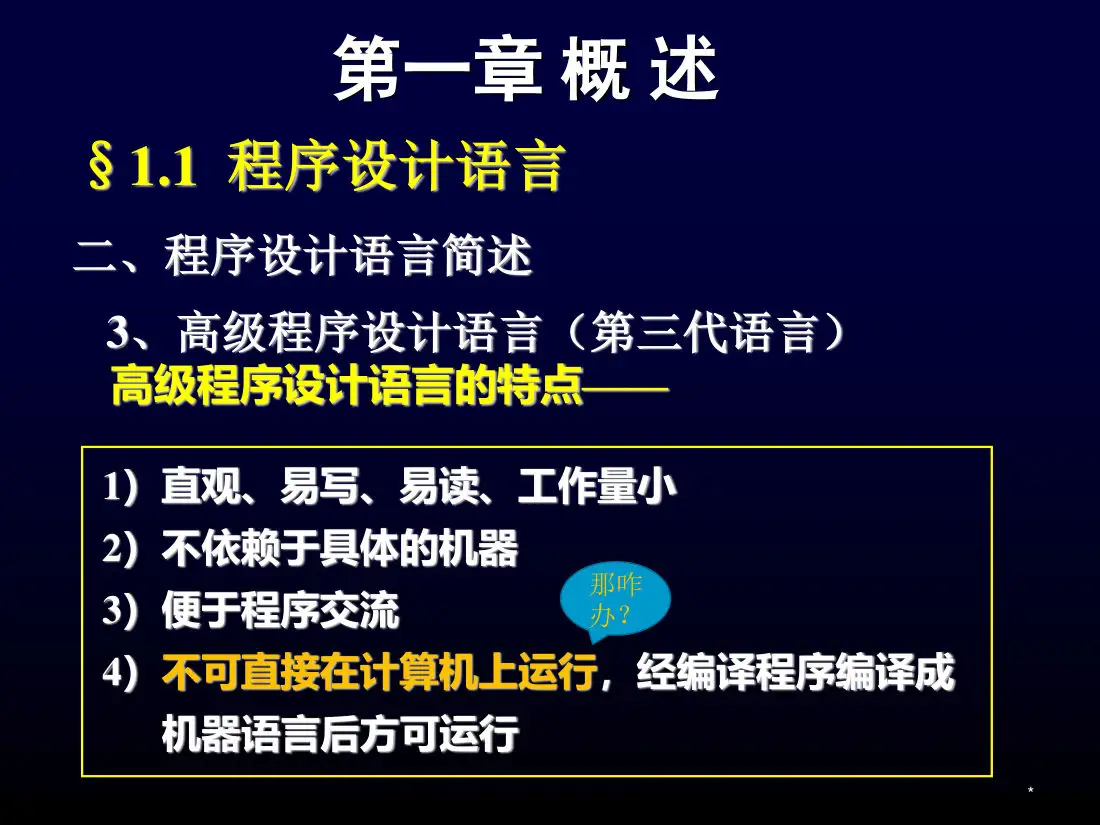 第一章 概 述
§1.1 程序设计语言
二、程序设计语言简述
3、高级程序设计语言（第三代语言）
高级程序设计语言的特点——
1）直观、易写、易读、工作量小
2）不依赖于具体的机器
3）便于程序交流
那咋
办？
4）不可直接在计算机上运行，经编译程序编译成
机器语言后方可运行
*